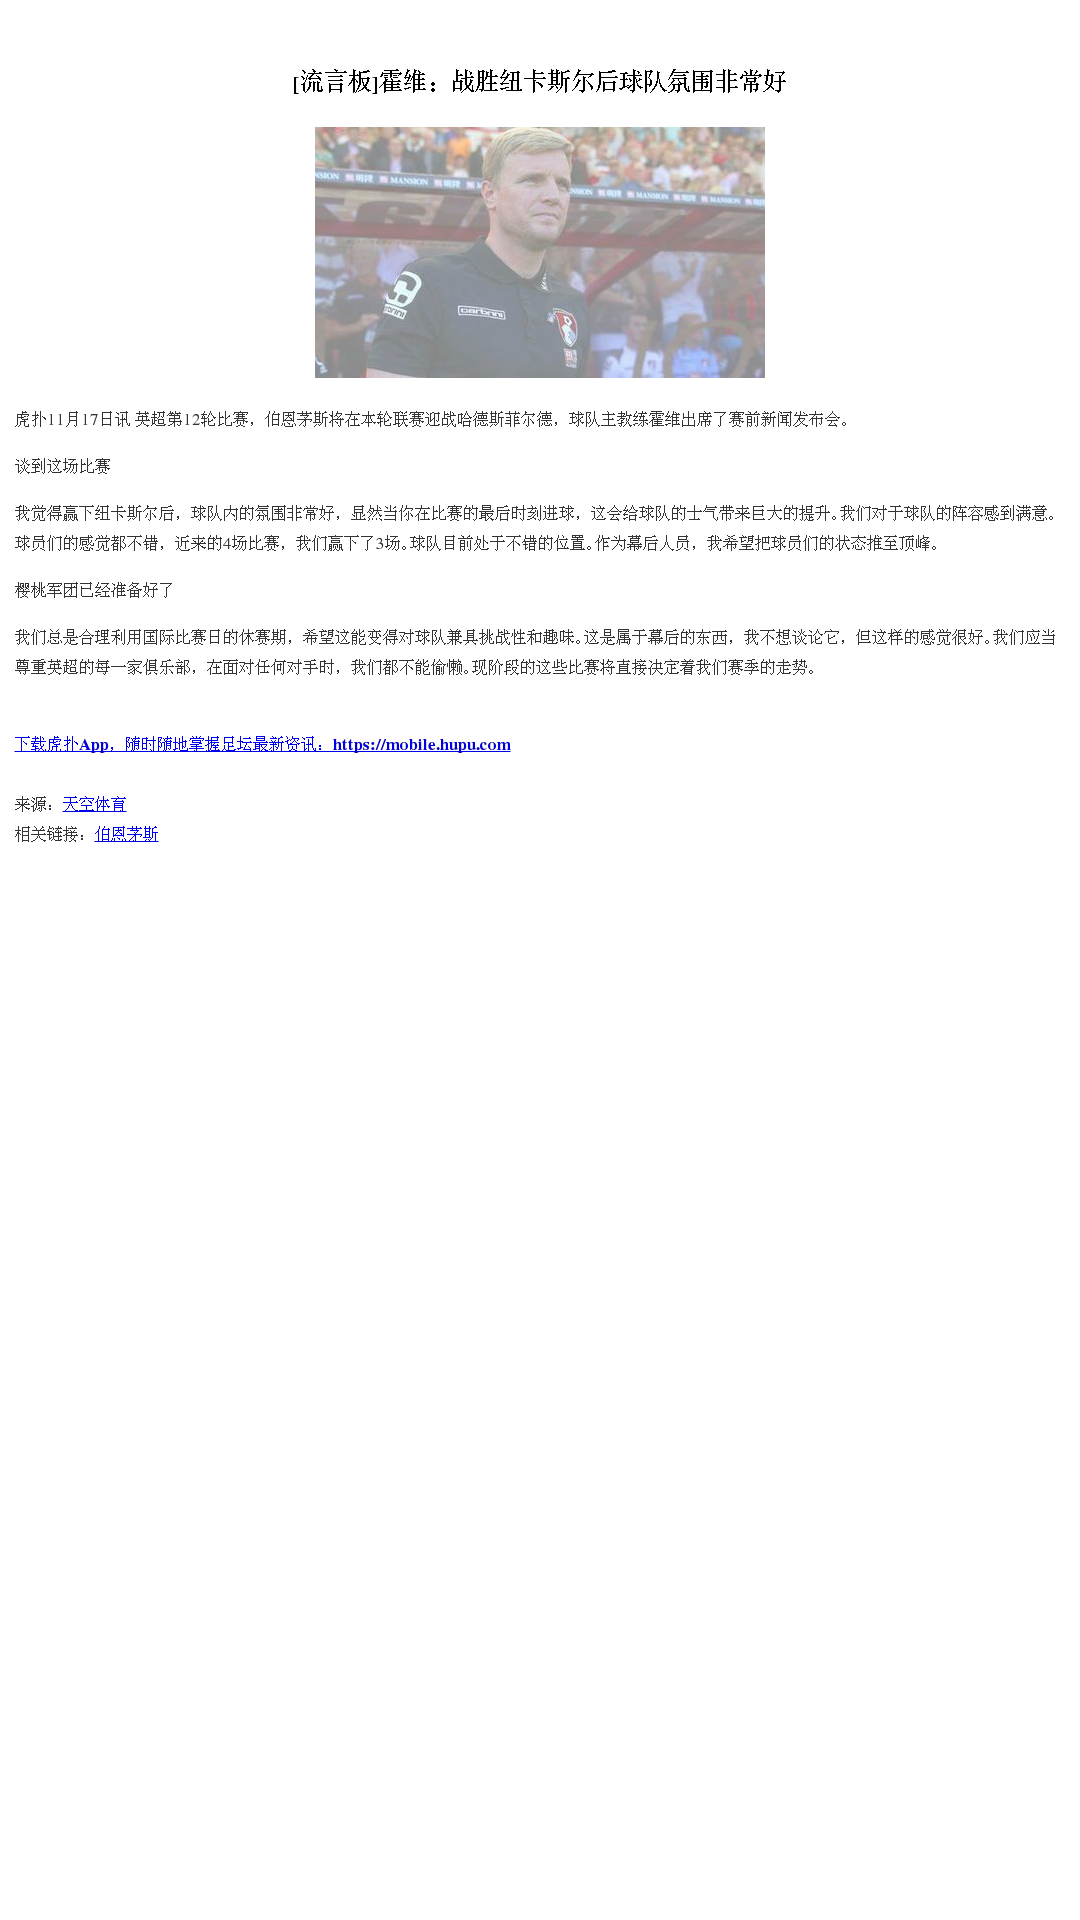 [流言板]霍维：战胜纽卡斯尔后球队氛围非常好
MANSION 明陞 MANSION 明陞 MANSION MANSION
carbrini
虎扑11月17日讯 英超第12轮比赛，伯恩茅斯将在本轮联赛迎战哈德斯菲尔德，球队主教练霍维出席了赛前新闻发布会。
谈到这场比赛
我觉得赢下纽卡斯尔后，球队内的氛围非常好，显然当你在比赛的最后时刻进球，这会给球队的士气带来巨大的提升。我们对于球队的阵容感到满意。
球员们的感觉都不错，近来的4场比赛，我们赢下了3场。球队目前处于不错的位置。作为幕后人员，我希望把球员们的状态推至顶峰。
樱桃军团已经准备好了
我们总是合理利用国际比赛日的休赛期，希望这能变得对球队兼具挑战性和趣味。这是属于幕后的东西，我不想谈论它，但这样的感觉很好。我们应当
尊重英超的每一家俱乐部，在面对任何对手时，我们都不能偷懒。现阶段的这些比赛将直接决定着我们赛季的走势。
下载虎扑App，随时随地掌握足坛最新资讯：https://mobile.hupu.com
来源：天空体育
相关链接：伯恩茅斯